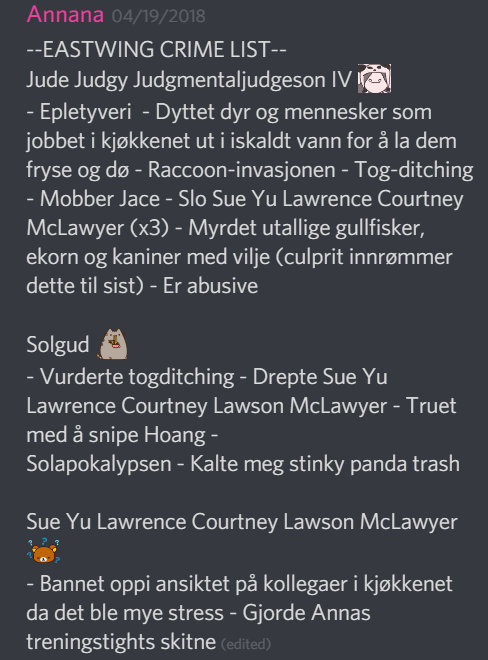 Annana 04/19/2018
--EASTWING CRIME LIST--
Jude Judgy Judgmentaljudgeson IV
- Epletyveri - Dyttet dyr og mennesker som
jobbet i kjøkkenet ut i iskaldt vann for å la dem
fryse og dø - Raccoon-invasjonen - Tog-ditching
- Mobber Jace - Slo Sue Yu Lawrence Courtney
McLawyer (x3) - Myrdet utallige gullfisker,
ekorn og kaniner med vilje (culprit innrømmer
dette til sist) - Er abusive
Solgud
- Vurderte togditching - Drepte Sue Yu
Lawrence Courtney Lawson McLawyer - Truet
med å snipe Hoang -
Solapokalypsen - Kalte meg stinky panda trash
Sue Yu Lawrence Courtney Lawson McLawyer
- Bannet oppi ansiktet på kollegaer i kjøkkenet
da det ble mye stress - Gjorde Annas
treningstights skitne (edited)